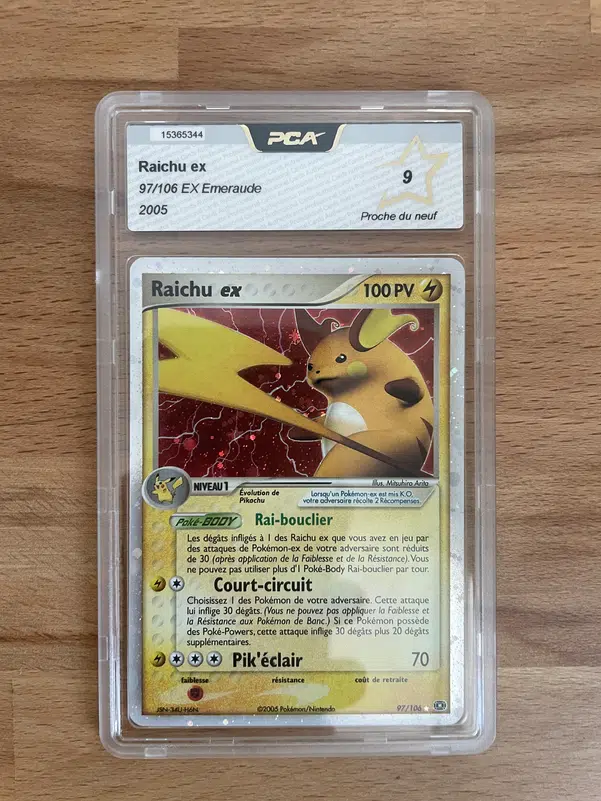 15365344
PCA
Raichu ex
97/106 EX Emeraude
2005
9
Proche du neuf
Raichu ex
100 PV
Illus. Mitsuhiro Arita
NIVEAU 1
Évolution de
Pikachu
Lorsqu'un Pokémon-ex est mis K.O.
votre adversaire récolte 2 Récompenses.
Poké-BODY Rai-bouclier
Les dégâts infligés à 1 des Raichu ex que vous avez en jeu par
des attaques de Pokémon-ex de votre adversaire sont réduits
de 30 (après application de la Faiblesse et de la Résistance). Vous
ne pouvez pas utiliser plus d'1 Poké-Body Rai-bouclier par tour.
Court-circuit
Choisissez 1 des Pokémon de votre adversaire. Cette attaque
lui inflige 30 dégâts. (Vous ne pouvez pas appliquer la Faiblesse et
la Résistance aux Pokémon de Banc.) Si ce Pokémon possède
des Poké-Powers, cette attaque inflige 30 dégâts plus 20 dégâts
supplémentaires.
Pik'éclair 70
faiblesse résistance coût de retraite
J5N-34U-H6N
©2005 Pokémon/Nintendo
97/106